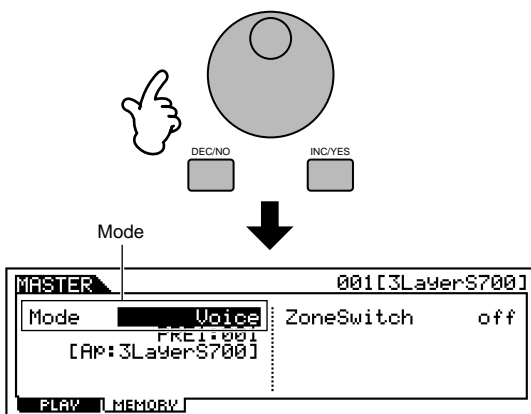 DEC/NO INC/YES
Mode
MASTER 001[3LayerS700]
Mode Voice ZoneSwitch off
PRE1:001
[Ap:3LayerS700]
PLAY MEMORY